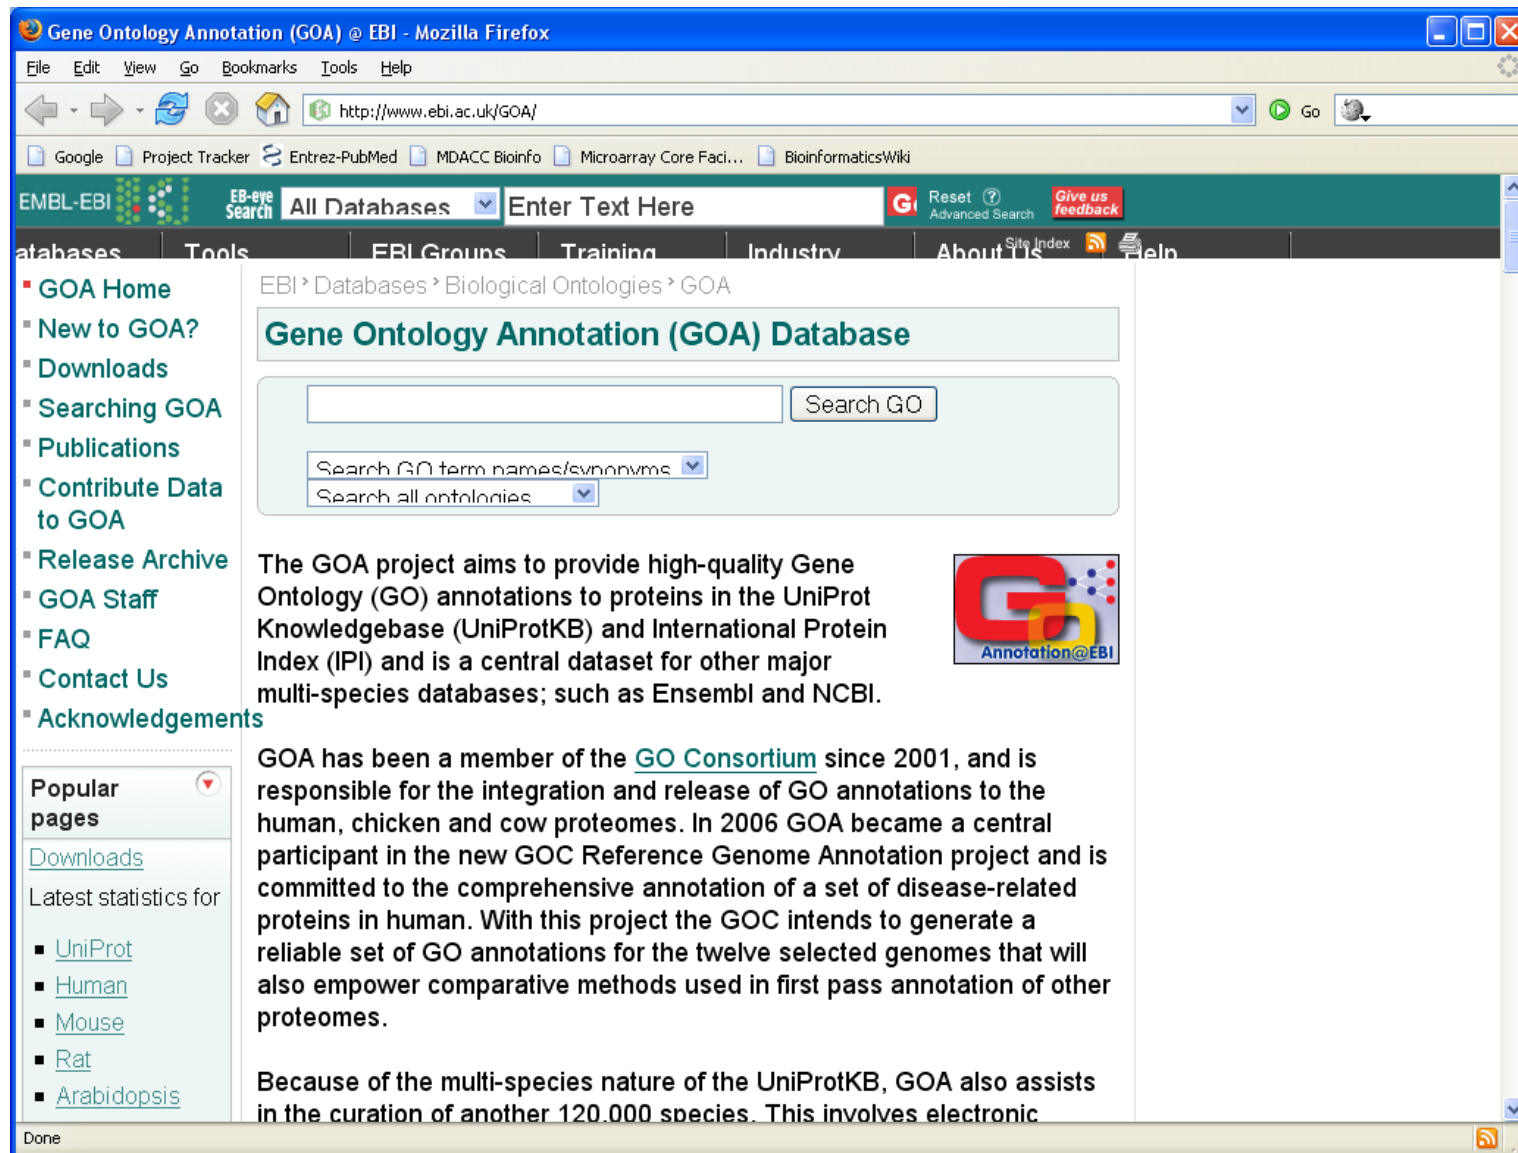 Gene Ontology Annotation (GOA) @ EBI - Mozilla Firefox
File Edit View Go Bookmarks Tools Help
http://www.ebi.ac.uk/GOA/ Go
Google Project Tracker Entrez-PubMed MDACC Bioinfo Microarray Core Faci... BioinformaticsWiki
EMBL-EBI EB-eye Search All Databases Enter Text Here G Reset ? Advanced Search Give us feedback
atabases Tools EBI Groups Training Industry About Us Site Index Help
GOA Home
New to GOA?
Downloads
Searching GOA
Publications
Contribute Data
to GOA
Release Archive
GOA Staff
FAQ
Contact Us
Acknowledgements
Popular
pages
Downloads
Latest statistics for
UniProt
Human
Mouse
Rat
Arabidopsis
EBI > Databases > Biological Ontologies > GOA
Gene Ontology Annotation (GOA) Database
Search GO
Search GO term names/synonyms
Search all ontologies
The GOA project aims to provide high-quality Gene
Ontology (GO) annotations to proteins in the UniProt
Knowledgebase (UniProtKB) and International Protein
Index (IPI) and is a central dataset for other major
multi-species databases; such as Ensembl and NCBI.
GO
Annotation@EBI
GOA has been a member of the GO Consortium since 2001, and is
responsible for the integration and release of GO annotations to the
human, chicken and cow proteomes. In 2006 GOA became a central
participant in the new GOC Reference Genome Annotation project and is
committed to the comprehensive annotation of a set of disease-related
proteins in human. With this project the GOC intends to generate a
reliable set of GO annotations for the twelve selected genomes that will
also empower comparative methods used in first pass annotation of other
proteomes.
Because of the multi-species nature of the UniProtKB, GOA also assists
in the curation of another 120,000 species. This involves electronic
Done